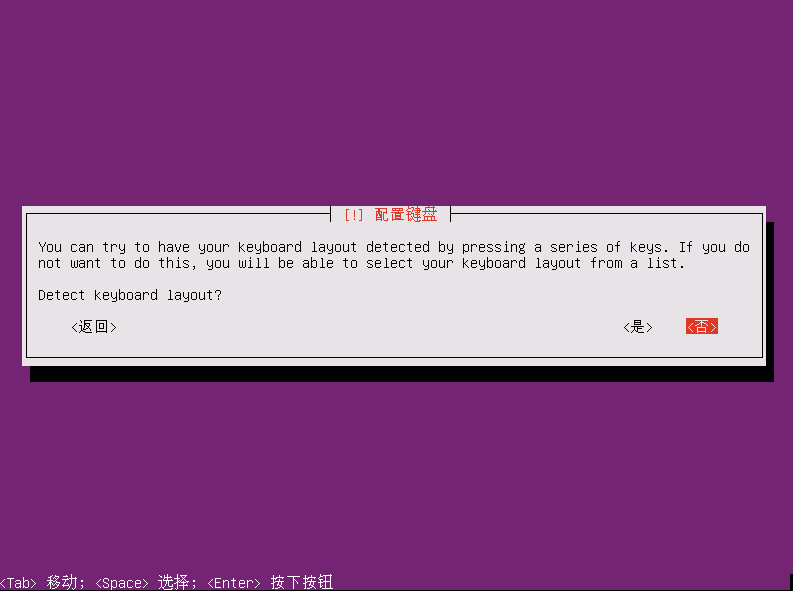 [!] 配置键盘
You can try to have your keyboard layout detected by pressing a series of keys. If you do
not want to do this, you will be able to select your keyboard layout from a list.
Detect keyboard layout?
<返回> <是> <否>
<Tab> 移动; <Space> 选择; <Enter> 按下按钮